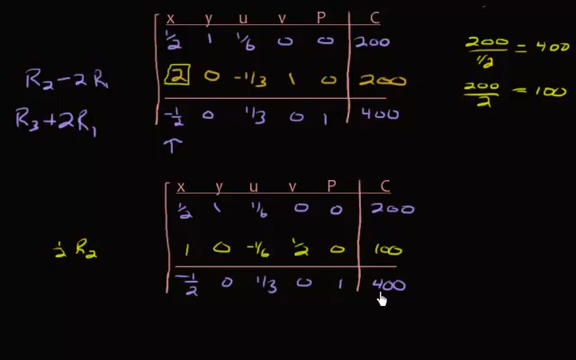 x y u v P C
1/2 1 1/6 0 0 200
2 0 -1/3 1 0 200
-1/2 0 1/3 0 1 400
↑
R2 - 2R1
R3 + 2R1
200/1/2 = 400
200/2 = 100
x y u v P C
1/2 1 1/6 0 0 200
1/2 R2 1 0 -1/6 1/2 0 100
-1/2 0 1/3 0 1 400